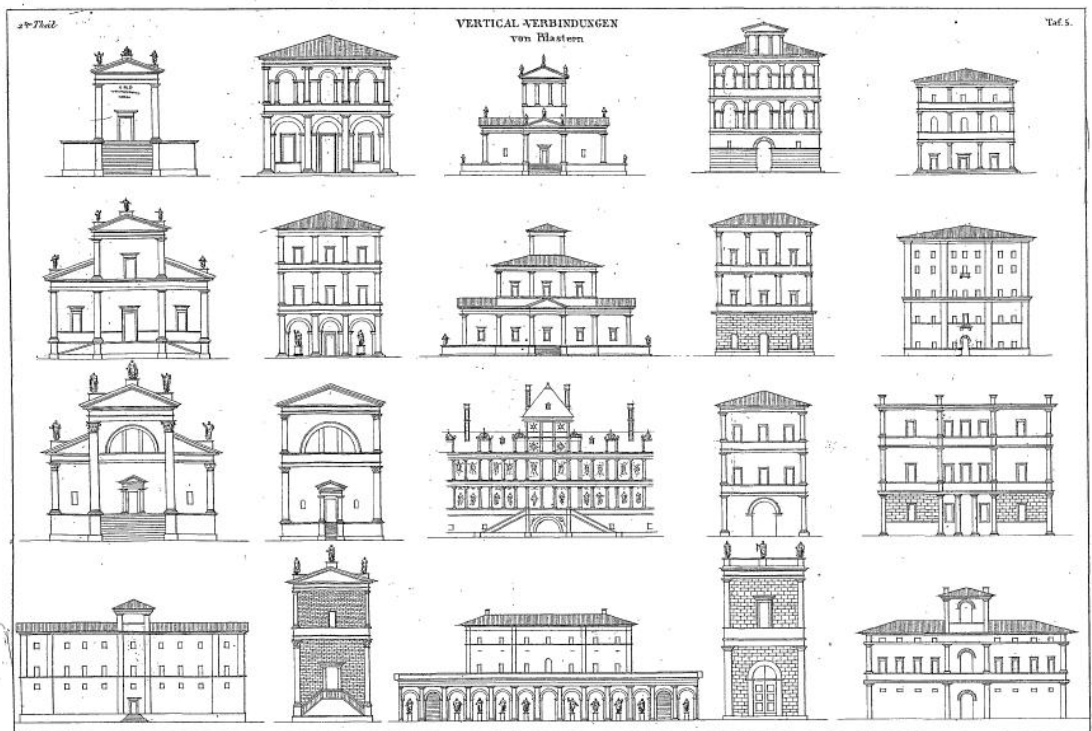 2ter Theil
VERTICAL-VERBINDUNGEN
von Pilastern
Taf. 5.